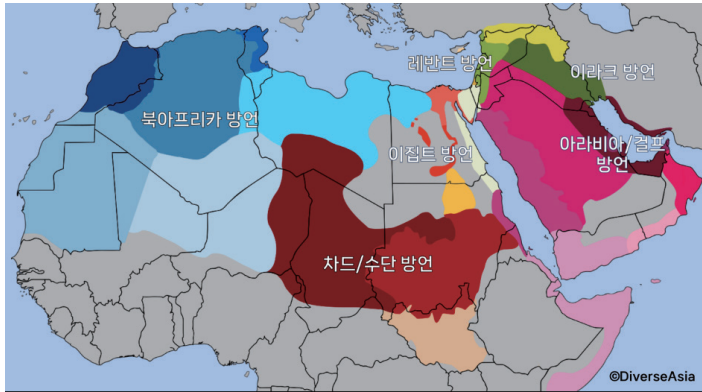 레반트 방언
이라크 방언
북아프리카 방언
이집트 방언
아라비아/걸프
방언
차드/수단 방언
©DiverseAsia